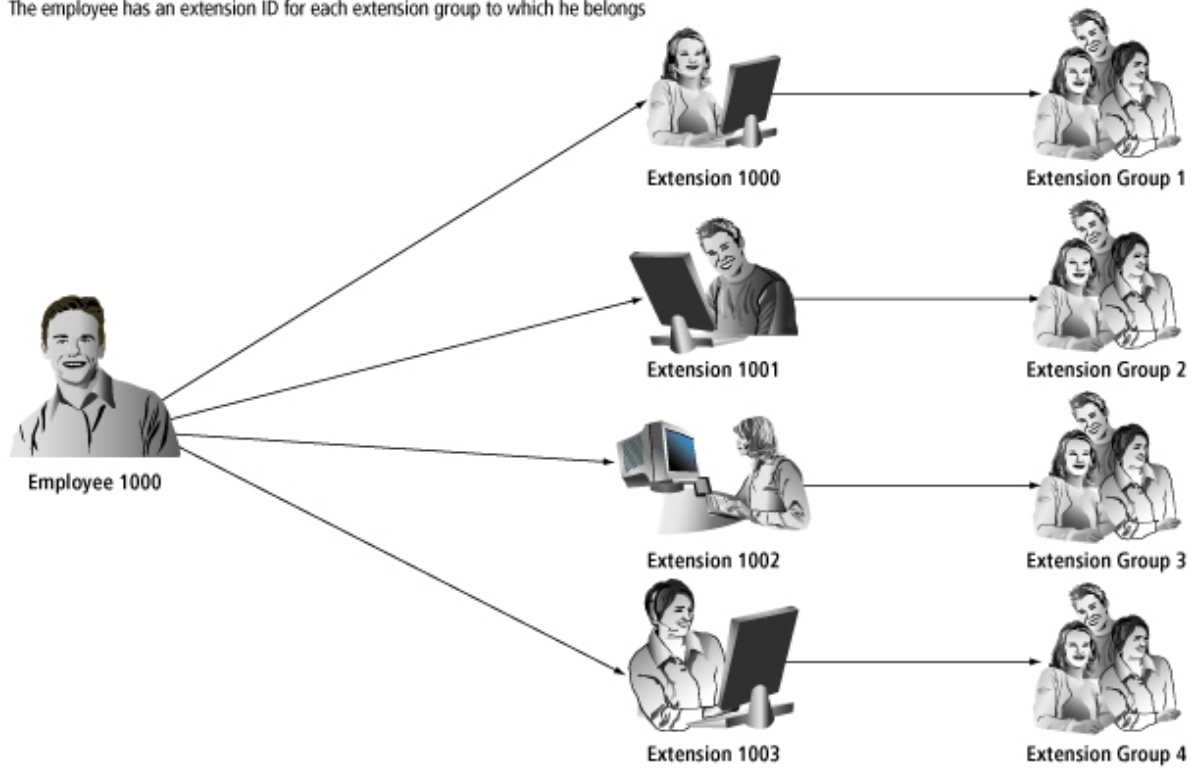 The employee has an extension ID for each extension group to which he belongs
Extension 1000
Extension Group 1
Extension 1001
Extension Group 2
Employee 1000
Extension 1002
Extension Group 3
Extension 1003
Extension Group 4